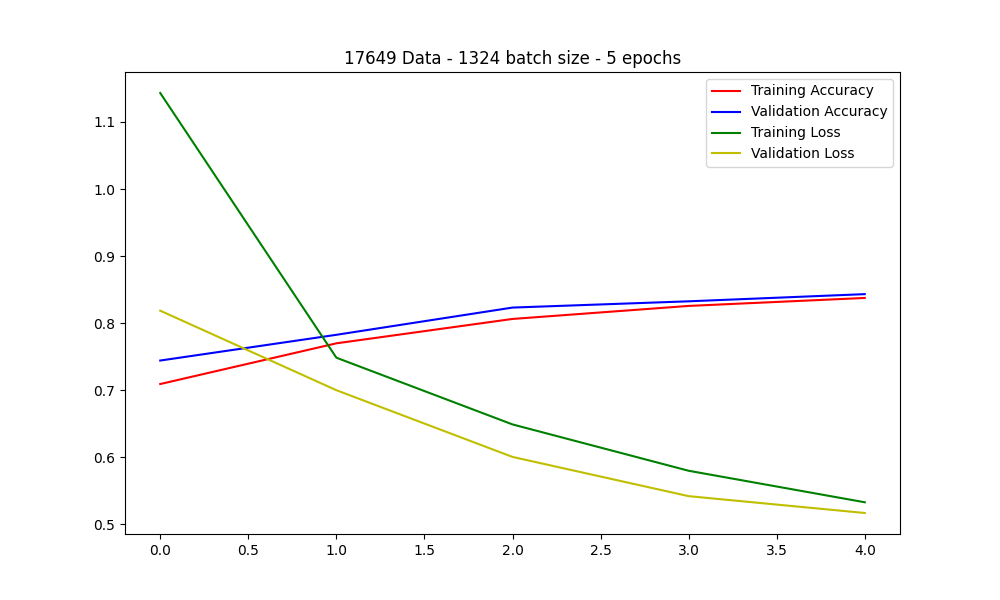 17649 Data - 1324 batch size - 5 epochs
Training Accuracy
Validation Accuracy
Training Loss
Validation Loss
1.1
1.0
0.9
0.8
0.7
0.6
0.5
0.0 0.5 1.0 1.5 2.0 2.5 3.0 3.5 4.0